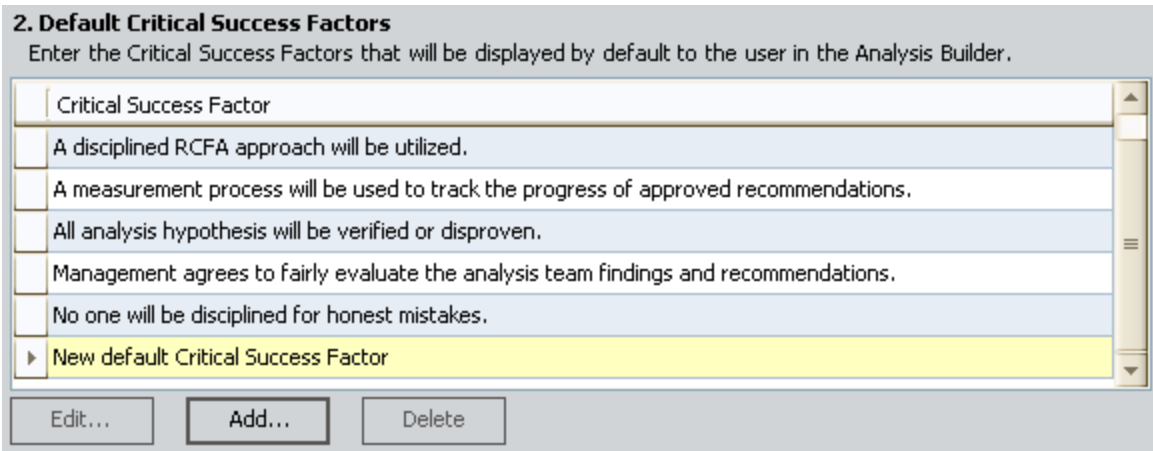 2. Default Critical Success Factors
Enter the Critical Success Factors that will be displayed by default to the user in the Analysis Builder.
Critical Success Factor
A disciplined RCFA approach will be utilized.
A measurement process will be used to track the progress of approved recommendations.
All analysis hypothesis will be verified or disproven.
Management agrees to fairly evaluate the analysis team findings and recommendations.
No one will be disciplined for honest mistakes.
New default Critical Success Factor
Edit... Add... Delete